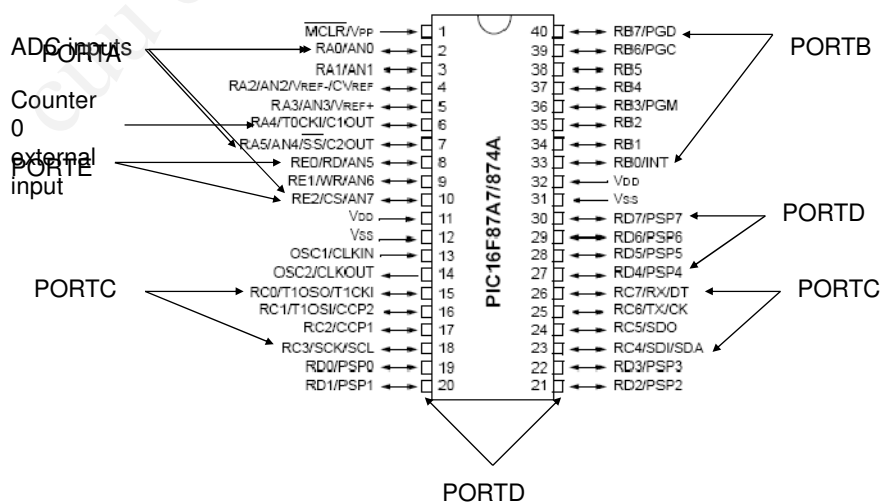 MCLR/VPP 1 40 RB7/PGD
ADC inputs PORTA RA0/AN0 2 39 RB6/PGC PORTB
RA1/AN1 3 38 RB5
RA2/AN2/VREF-/CVREF 4 37 RB4
Counter RA3/AN3/VREF+ 5 36 RB3/PGM
0 RA4/T0CKI/C1OUT 6 35 RB2
RA5/AN4/SS/C2OUT 7 34 RB1
external PORTE RE0/RD/AN5 8 33 RB0/INT
input RE1/WR/AN6 9 32 VDD
RE2/CS/AN7 10 31 VSS
VDD 11 30 RD7/PSP7 PORTD
VSS 12 29 RD6/PSP6
OSC1/CLKIN 13 28 RD5/PSP5
OSC2/CLKOUT 14 27 RD4/PSP4
PORTC RC0/T1OSO/T1CKI 15 26 RC7/RX/DT PORTC
RC1/T1OSI/CCP2 16 25 RC6/TX/CK
RC2/CCP1 17 24 RC5/SDO
RC3/SCK/SCL 18 23 RC4/SDI/SDA
RD0/PSP0 19 22 RD3/PSP3
RD1/PSP1 20 21 RD2/PSP2
PIC16F87A7/874A
PORTD